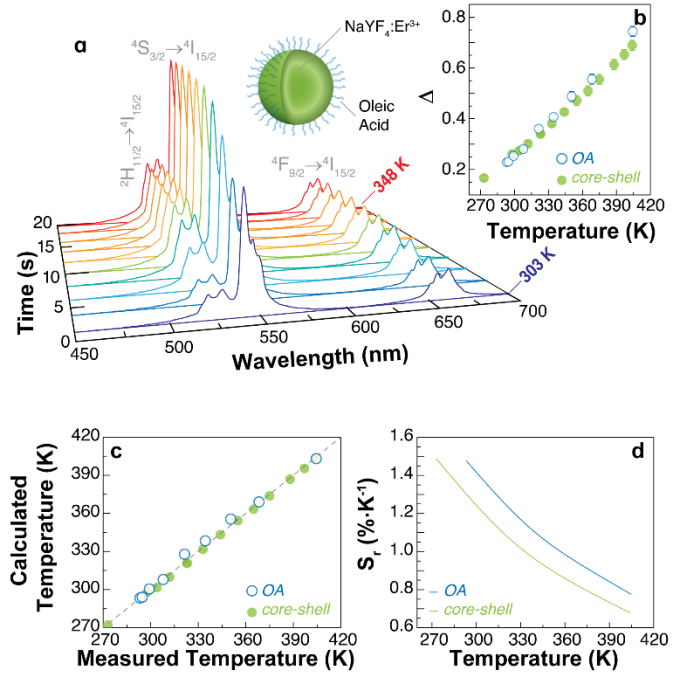 a
⁴S₃/₂→⁴I₁₅/₂
²H₁₁/₂→⁴I₁₅/₂
NaYF₄:Er³⁺
Oleic
Acid
⁴F₉/₂→⁴I₁₅/₂
348 K
303 K
20
15
10
5
0
Time (s)
450
500
550
600
650
700
Wavelength (nm)
b
0.8
0.6
0.4
0.2
Δ
OA
core-shell
270 300 330 360 390 420
Temperature (K)
c
420
390
360
330
300
270
Calculated
Temperature (K)
OA
core-shell
270 300 330 360 390 420
Measured Temperature (K)
d
1.6
1.4
1.2
1.0
0.8
0.6
Sᵣ (%·K⁻¹)
OA
core-shell
270 300 330 360 390 420
Temperature (K)